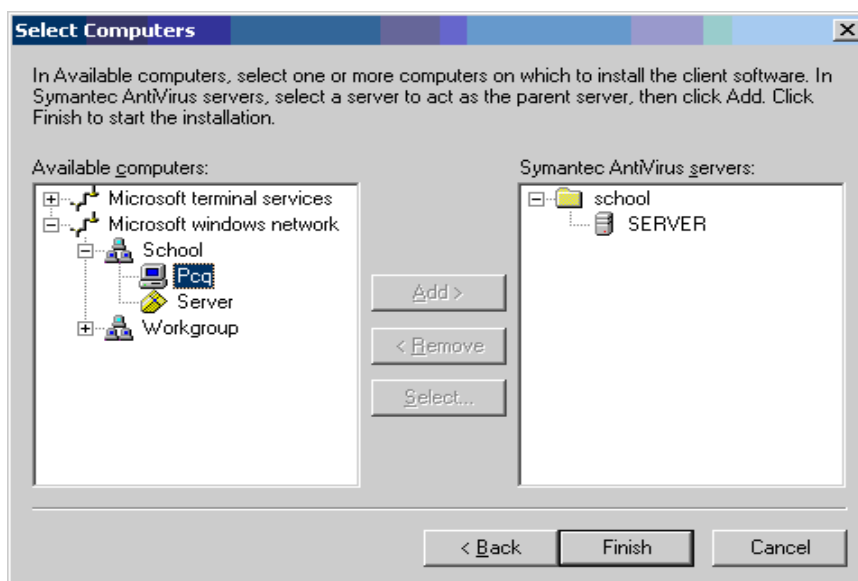 Select Computers
In Available computers, select one or more computers on which to install the client software. In
Symantec AntiVirus servers, select a server to act as the parent server, then click Add. Click
Finish to start the installation.
Available computers:
Microsoft terminal services
Microsoft windows network
School
Pcq
Server
Workgroup
Add >
< Remove
Select...
Symantec AntiVirus servers:
school
SERVER
< Back
Finish
Cancel